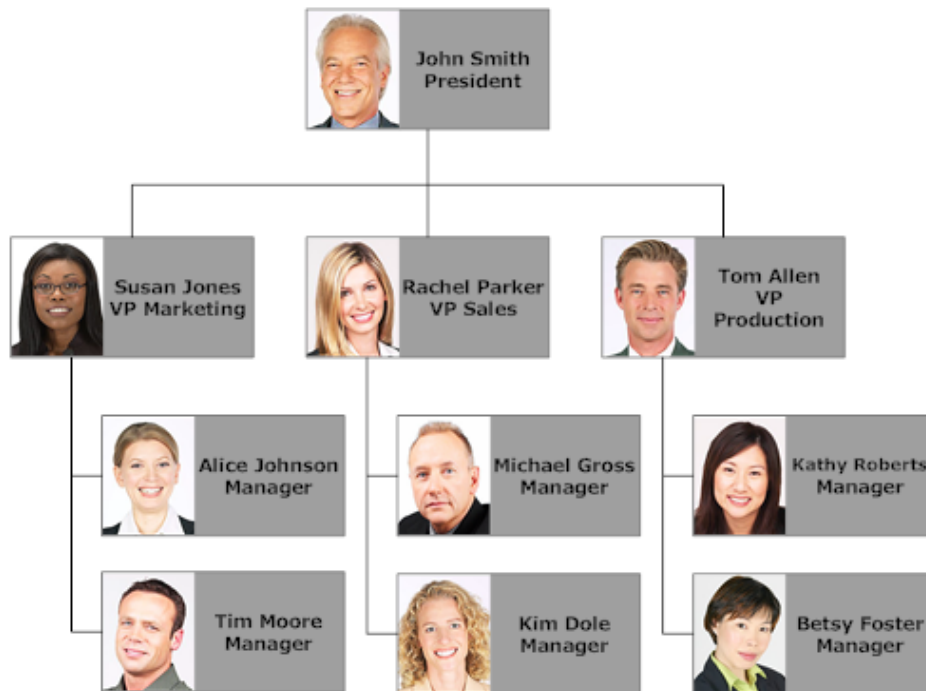 John Smith
President
Susan Jones
VP Marketing
Rachel Parker
VP Sales
Tom Allen
VP
Production
Alice Johnson
Manager
Michael Gross
Manager
Kathy Roberts
Manager
Tim Moore
Manager
Kim Dole
Manager
Betsy Foster
Manager